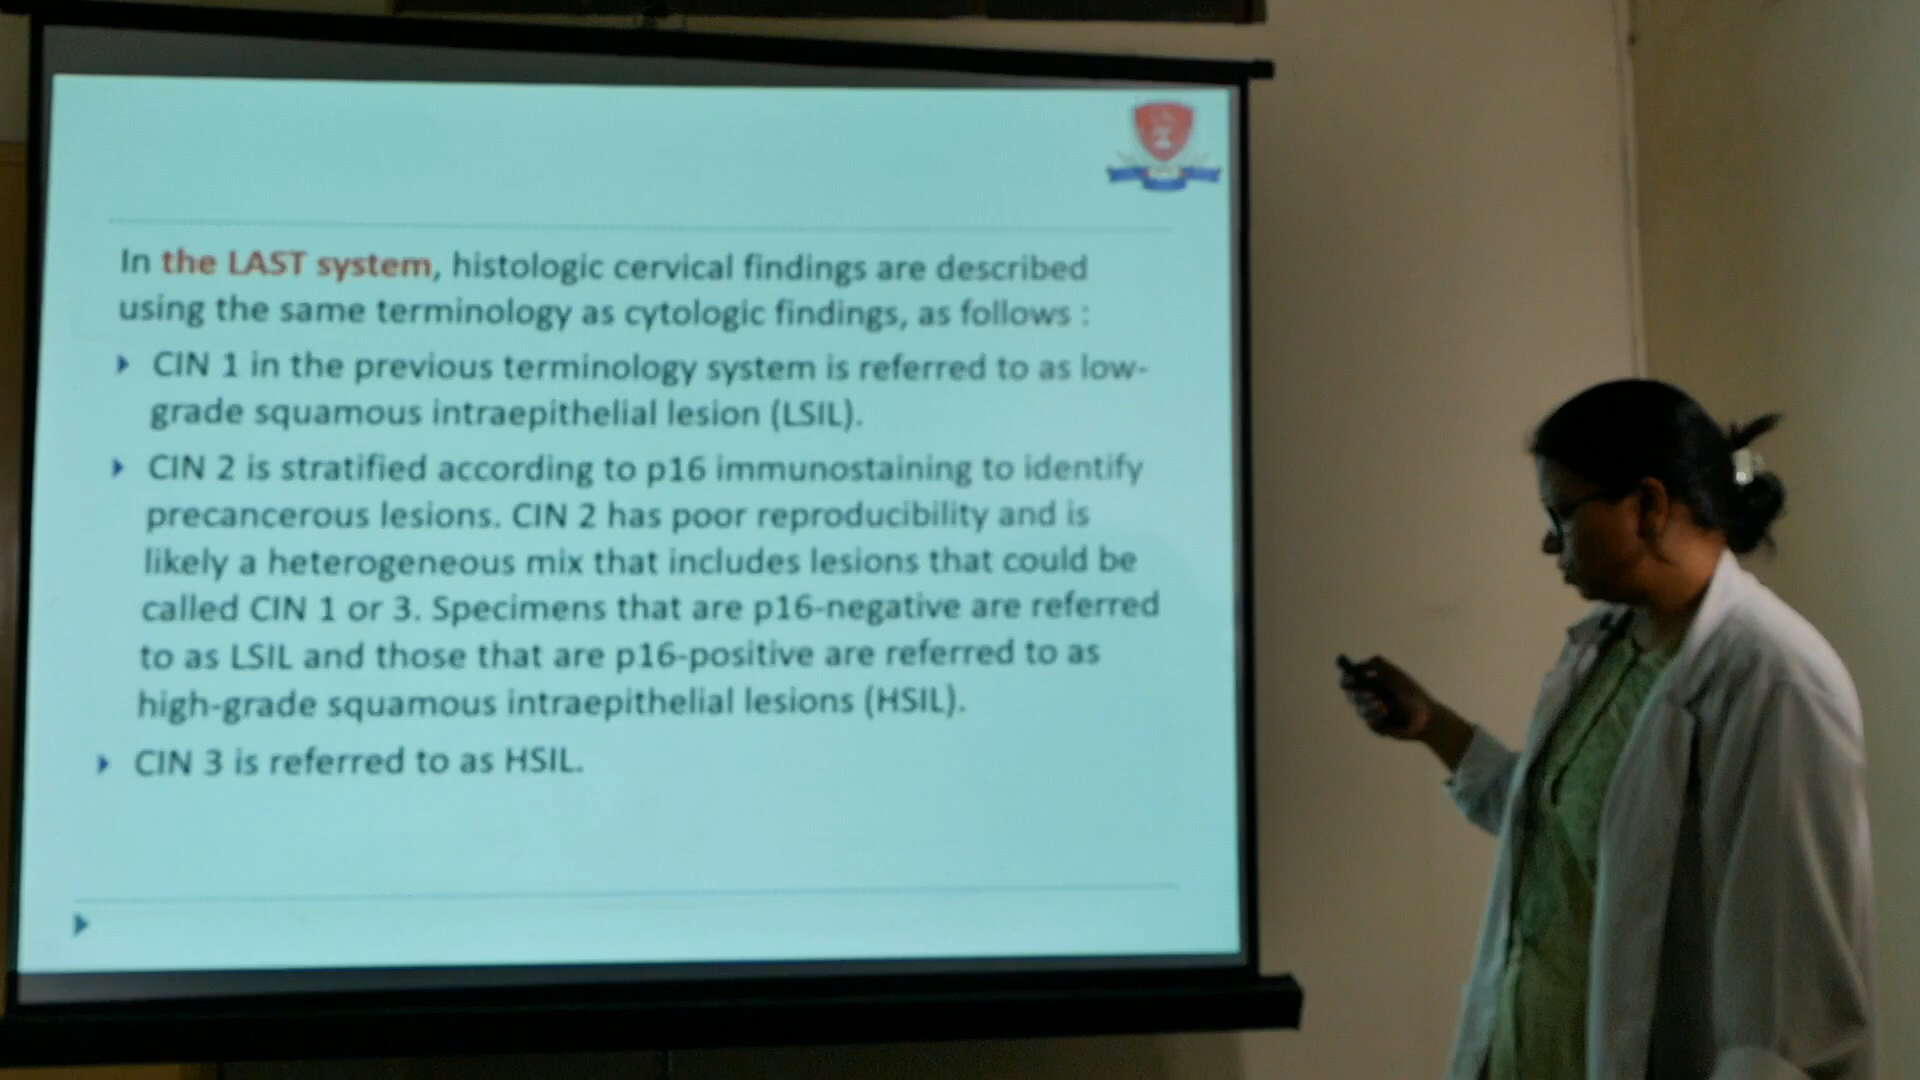 In the LAST system, histologic cervical findings are described
using the same terminology as cytologic findings, as follows :
CIN 1 in the previous terminology system is referred to as low-
grade squamous intraepithelial lesion (LSIL).
CIN 2 is stratified according to p16 immunostaining to identify
precancerous lesions. CIN 2 has poor reproducibility and is
likely a heterogeneous mix that includes lesions that could be
called CIN 1 or 3. Specimens that are p16-negative are referred
to as LSIL and those that are p16-positive are referred to as
high-grade squamous intraepithelial lesions (HSIL).
CIN 3 is referred to as HSIL.